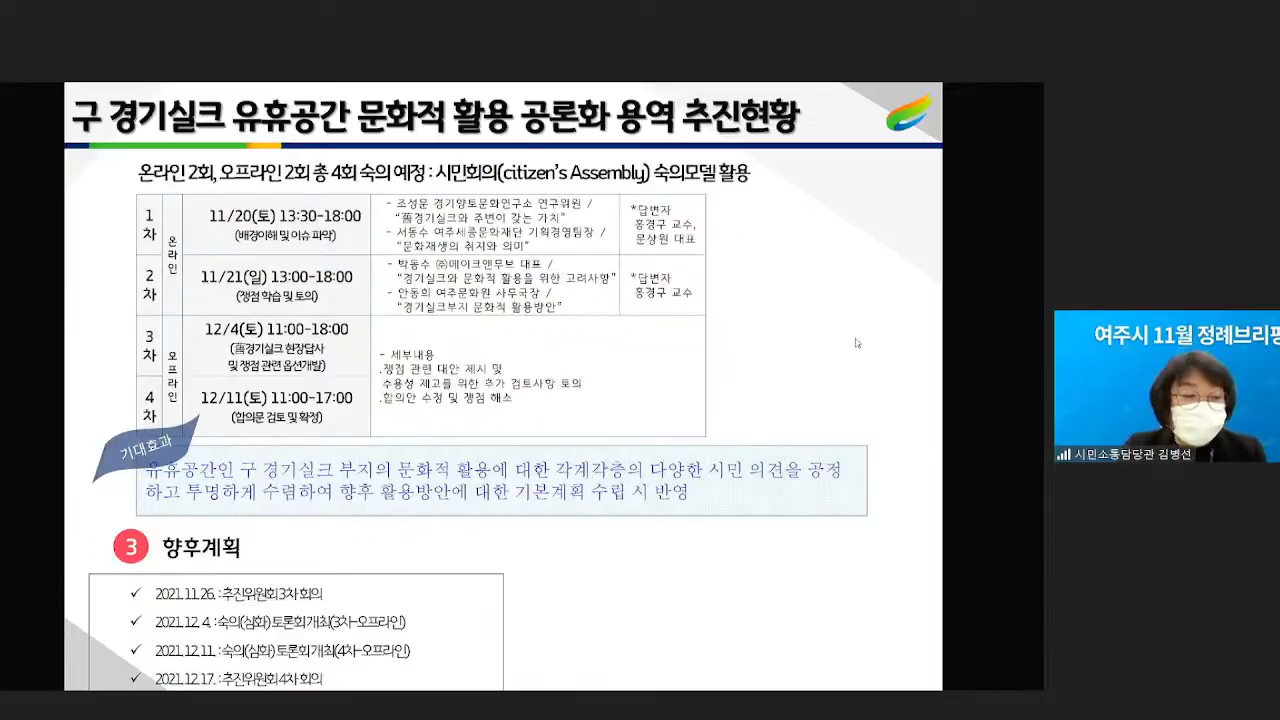 구 경기실크 유휴공간 문화적 활용 공론화 용역 추진현황
온라인 2회, 오프라인 2회 총 4회 숙의 예정 : 시민회의(citizen's Assembly) 숙의모델 활용
1차
온라인
11/20(토) 13:30-18:00
(배경이해 및 이슈 파악)
- 조성문 경기향토문화연구소 연구위원 /
"舊경기실크와 주변이 갖는 가치"
- 서동수 여주세종문화재단 기획경영팀장 /
"문화재생의 취지와 의미"
*답변자
홍경구 교수,
문상원 대표
2차
11/21(일) 13:00-18:00
(쟁점 학습 및 토의)
- 박동수 ㈜메이크앤무브 대표 /
"경기실크와 문화적 활용을 위한 고려사항"
- 안동희 여주문화원 사무국장 /
"경기실크부지 문화적 활용방안"
*답변자
홍경구 교수
3차
오프라인
12/4(토) 11:00-18:00
(舊경기실크 현장답사
및 쟁점 관련 옵션개발)
- 세부내용
.쟁점 관련 대안 제시 및
수용성 제고를 위한 추가 검토사항 토의
.합의안 수정 및 쟁점 해소
4차
12/11(토) 11:00-17:00
(합의문 검토 및 확정)
기대효과
유휴공간인 구 경기실크 부지의 문화적 활용에 대한 각계각층의 다양한 시민 의견을 공정
하고 투명하게 수렴하여 향후 활용방안에 대한 기본계획 수립 시 반영
3 향후계획
✓ 2021.11.26. : 추진위원회 3차 회의
✓ 2021.12. 4. : 숙의(심화) 토론회 개최(3차-오프라인)
✓ 2021.12.11. : 숙의(심화) 토론회 개최(4차-오프라인)
✓ 2021.12.17. : 추진위원회 4차 회의
여주시 11월 정례브리핑
시민소통담당관 김병선